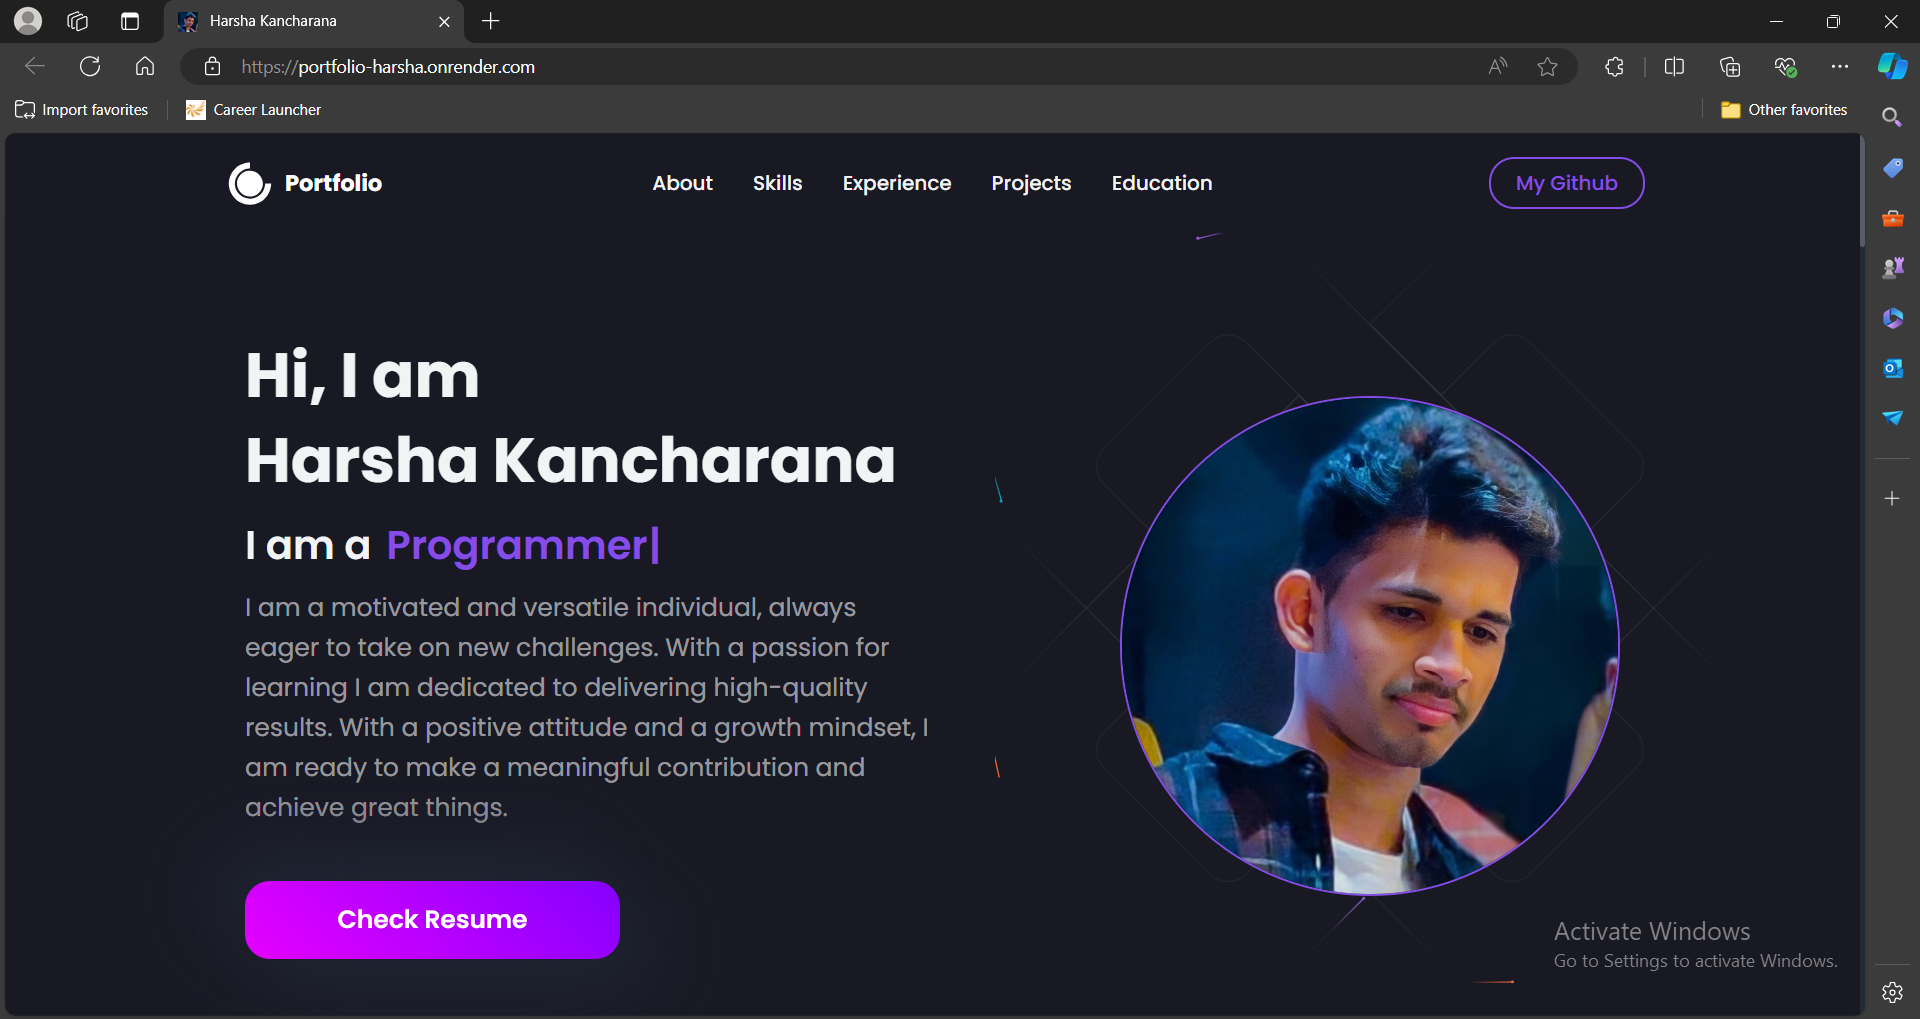 Harsha Kancharana
https://portfolio-harsha.onrender.com
Import favorites
Career Launcher
Other favorites
Portfolio
About
Skills
Experience
Projects
Education
My Github
Hi, I am
Harsha Kancharana
I am a Programmer|
I am a motivated and versatile individual, always
eager to take on new challenges. With a passion for
learning I am dedicated to delivering high-quality
results. With a positive attitude and a growth mindset, I
am ready to make a meaningful contribution and
achieve great things.
Check Resume
Activate Windows
Go to Settings to activate Windows.